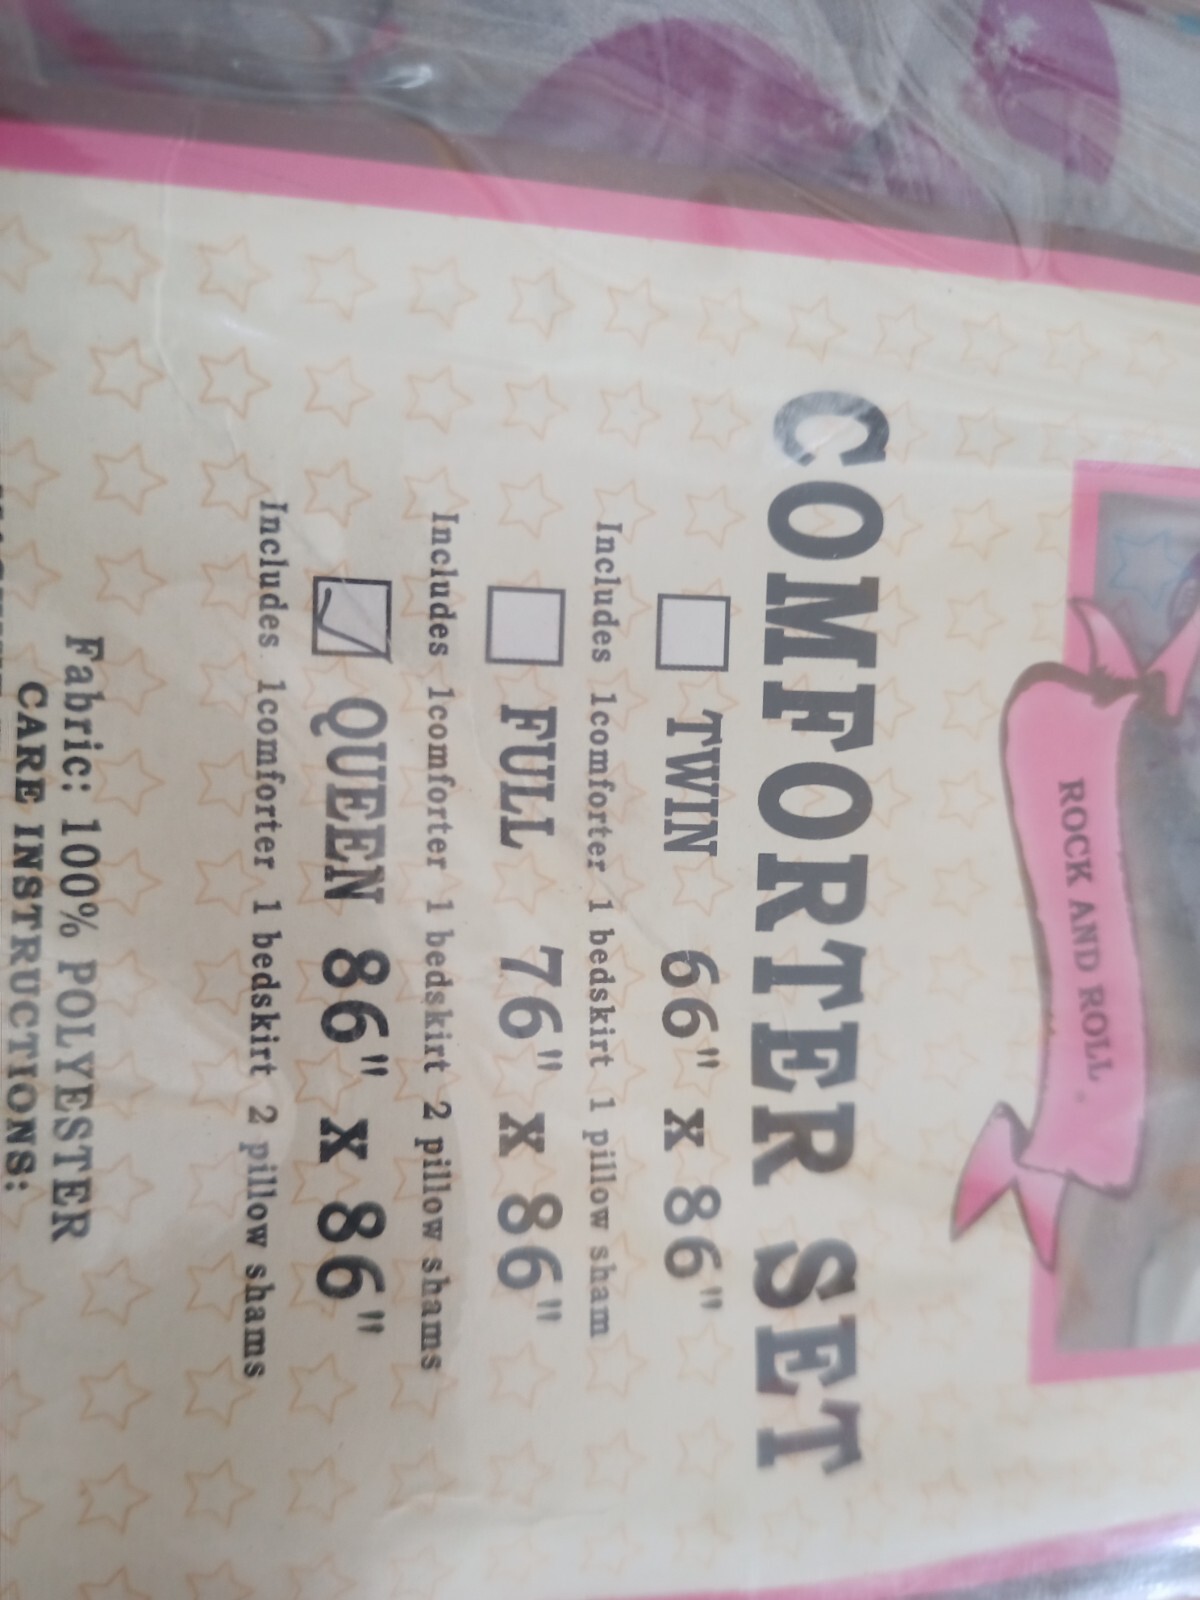 ROCK AND ROLL
COMFORTER SET
TWIN 66" x 86"
Includes 1comforter 1 bedskirt 1 pillow sham
FULL 76" x 86"
Includes 1comforter 1 bedskirt 2 pillow shams
QUEEN 86" x 86"
Includes 1comforter 1 bedskirt 2 pillow shams
Fabric: 100% POLYESTER
CARE INSTRUCTIONS: